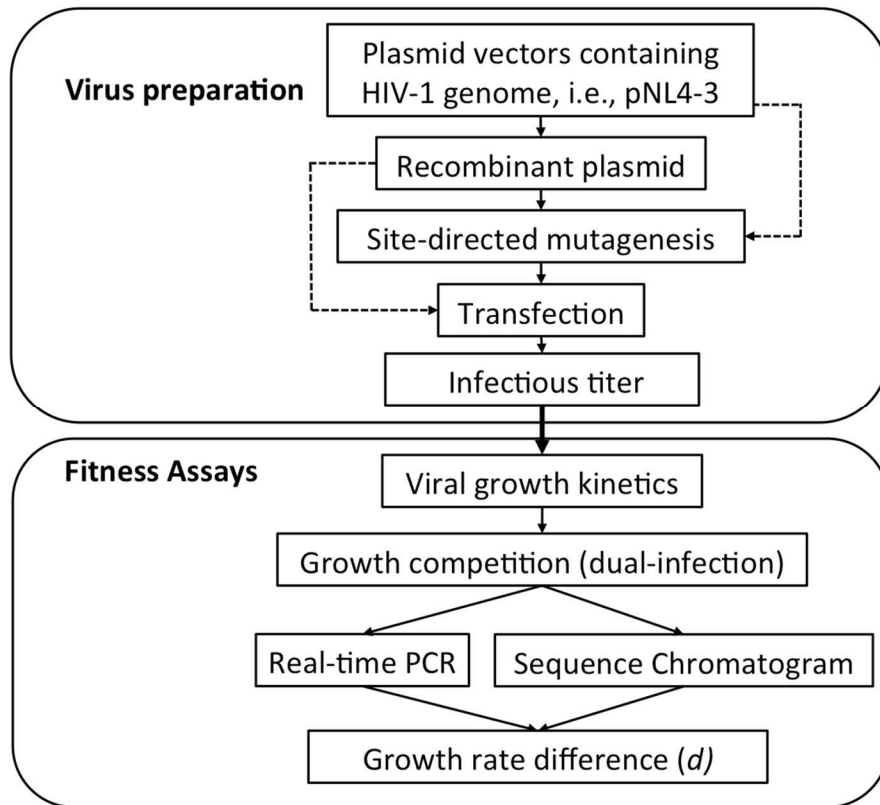 Virus preparation
Plasmid vectors containing
HIV-1 genome, i.e., pNL4-3
Recombinant plasmid
Site-directed mutagenesis
Transfection
Infectious titer
Fitness Assays
Viral growth kinetics
Growth competition (dual-infection)
Real-time PCR
Sequence Chromatogram
Growth rate difference (d)